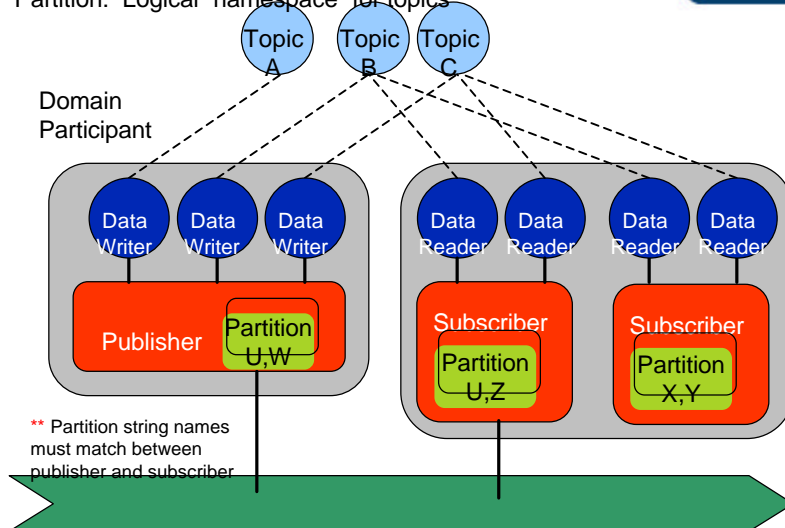 Partition: Logical "namespace" for topics
Topic
A
Topic
B
Topic
C
Domain
Participant
Data
Writer
Data
Writer
Data
Writer
Data
Reader
Data
Reader
Data
Reader
Data
Reader
Publisher
Partition
U,W
Subscriber
Partition
U,Z
Subscriber
Partition
X,Y
** Partition string names
must match between
publisher and subscriber